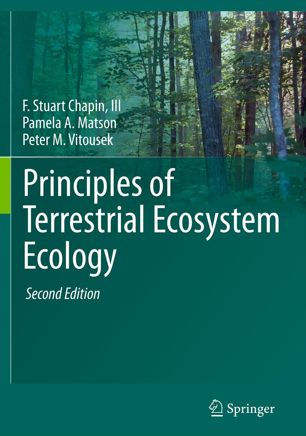 F. Stuart Chapin, III
Pamela A. Matson
Peter M. Vitousek
Principles of
Terrestrial Ecosystem
Ecology
Second Edition
Springer